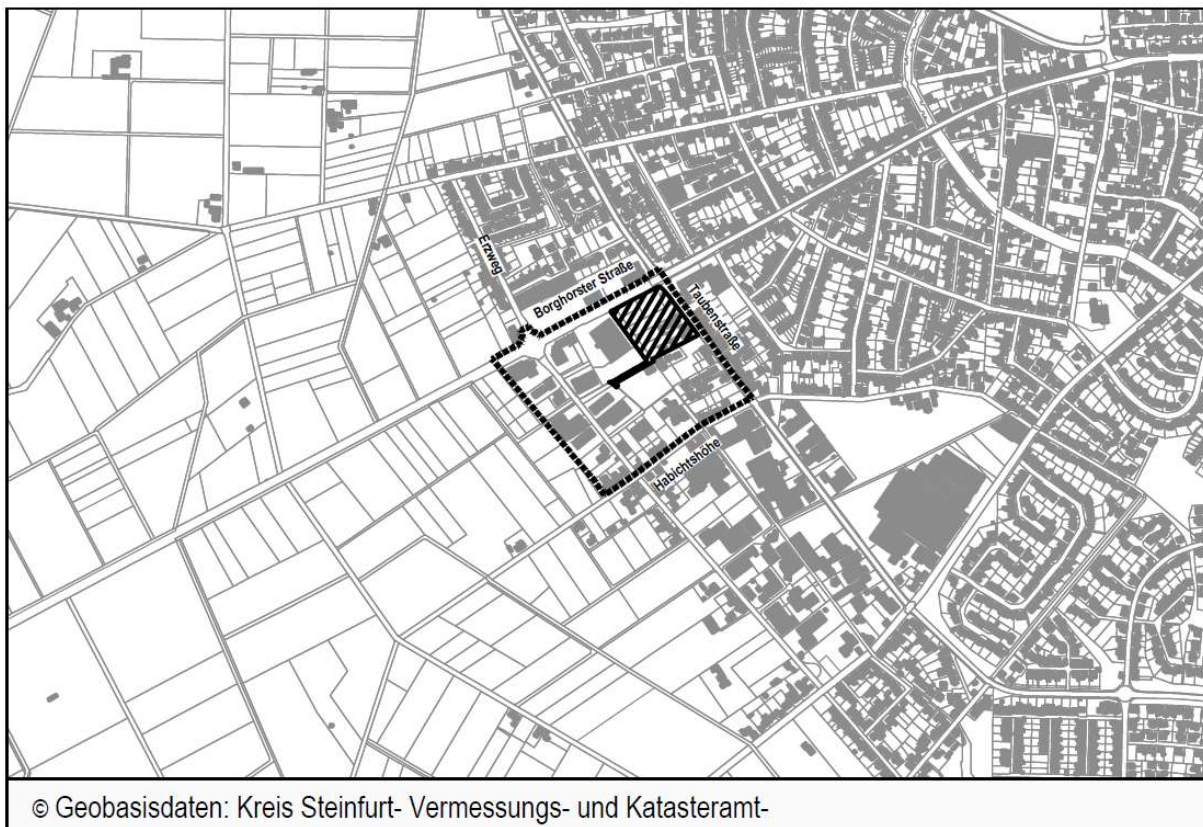 Erzweg
Borghorster Straße
Taubenstraße
Habichtshöhe
© Geobasisdaten: Kreis Steinfurt- Vermessungs- und Katasteramt-